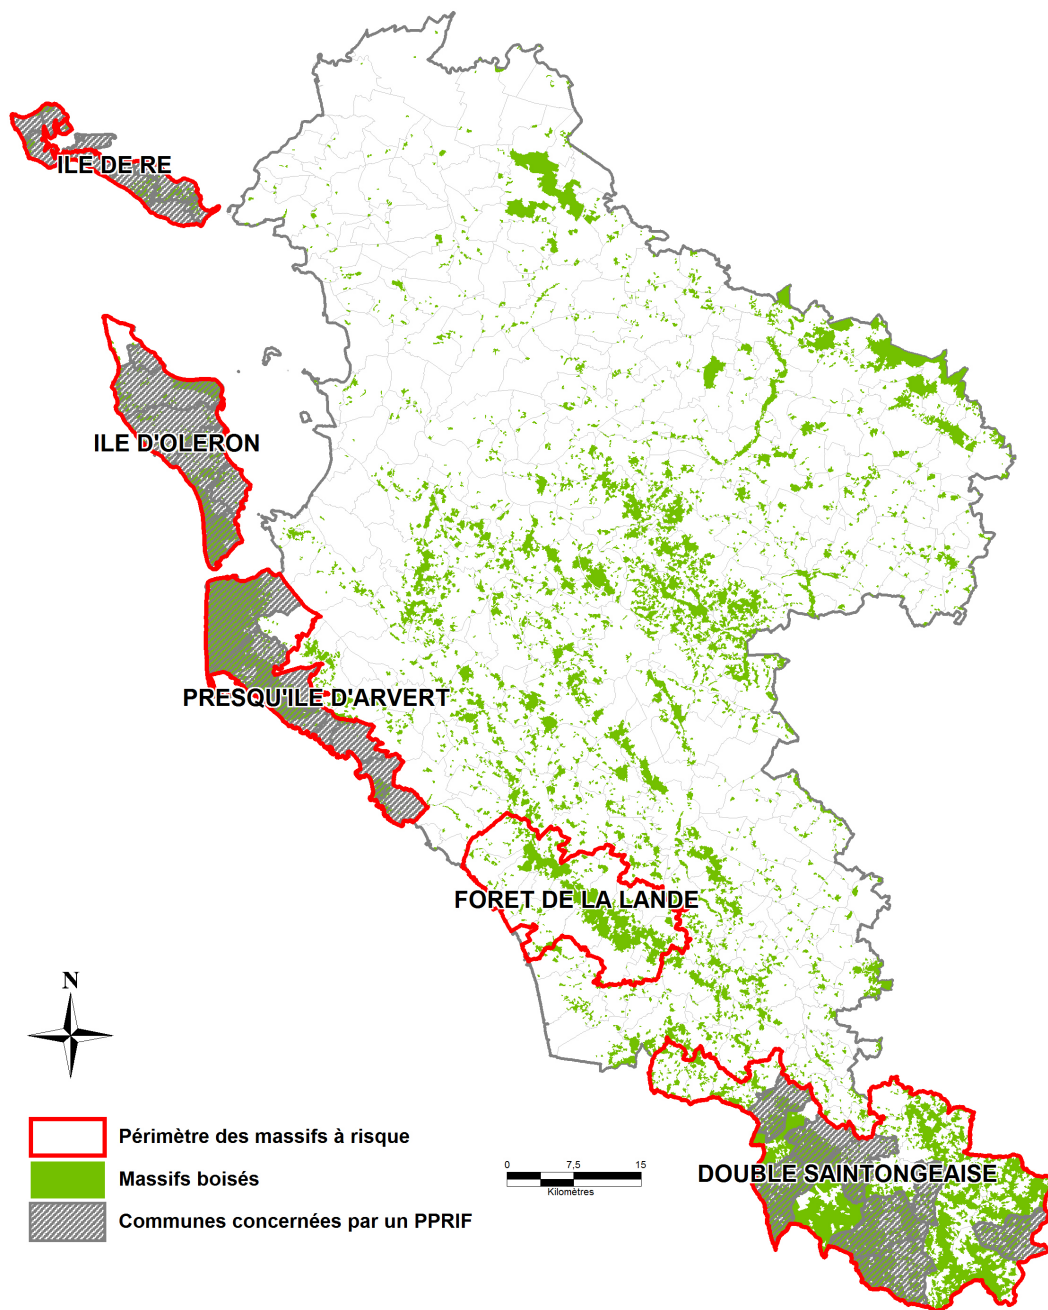 ILE DE RE
ILE D'OLERON
PRESQU'ILE D'ARVERT
FORET DE LA LANDE
DOUBLE SAINTONGEAISE
N
Périmètre des massifs à risque
Massifs boisés
Communes concernées par un PPRIF
0 7,5 15
Kilomètres